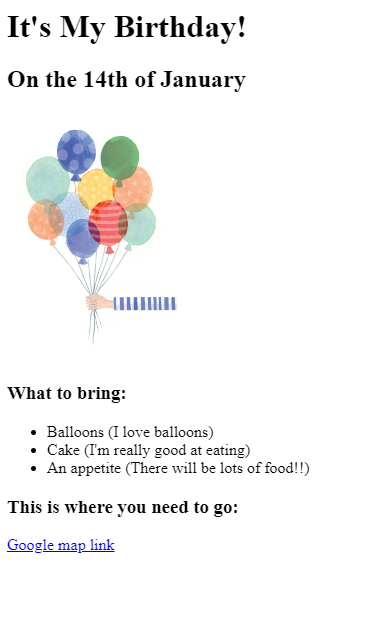 It's My Birthday!
On the 14th of January
What to bring:
Balloons (I love balloons)
Cake (I'm really good at eating)
An appetite (There will be lots of food!!)
This is where you need to go:
Google map link